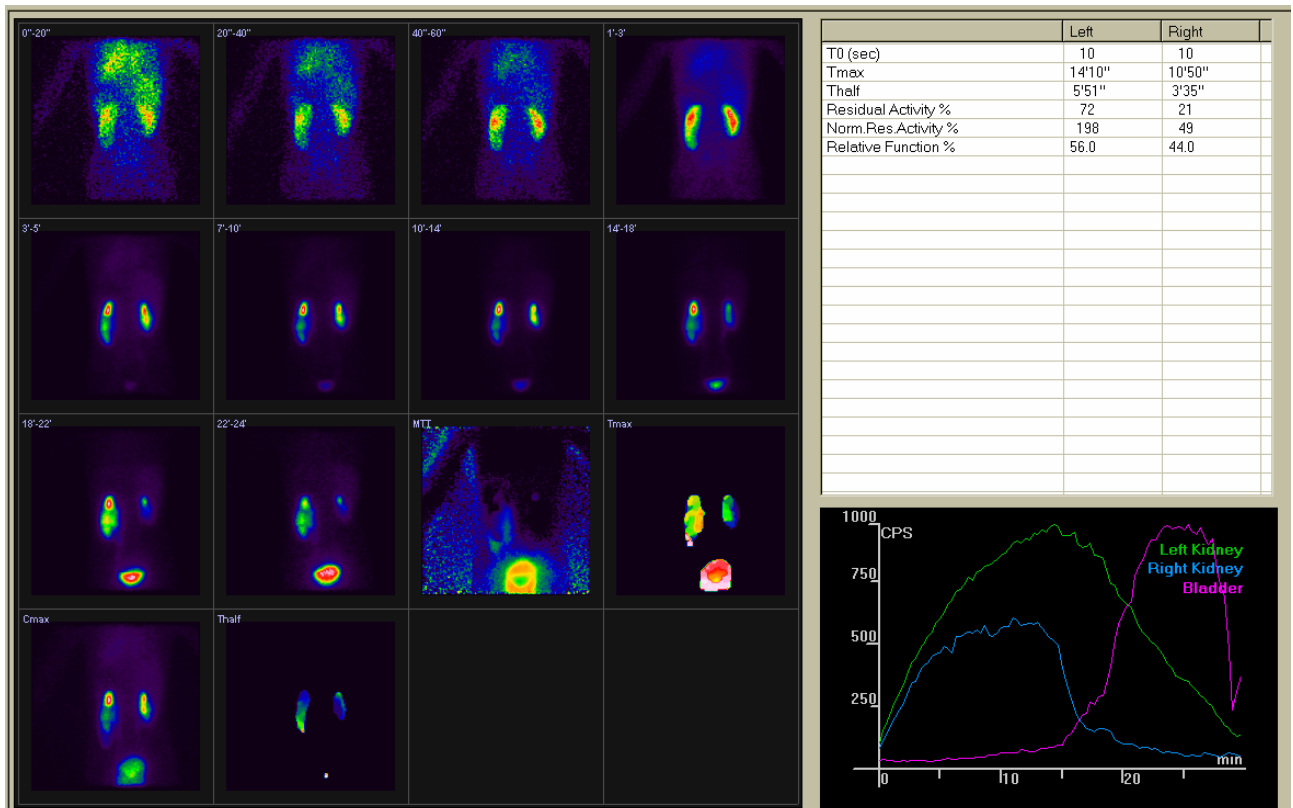 0"-20"
20"-40"
40"-60"
1'-3'
Left Right
T0 (sec) 10 10
Tmax 14'10" 10'50"
Thalf 5'51" 3'35"
Residual Activity % 72 21
Norm.Res.Activity % 198 49
Relative Function % 56.0 44.0
3'-5'
7'-10'
10'-14'
14'-18'
18'-22'
22'-24'
MTT
Tmax
Cmax
Thalf
1000
CPS
Left Kidney
750
Right Kidney
Bladder
500
250
min
0 10 20